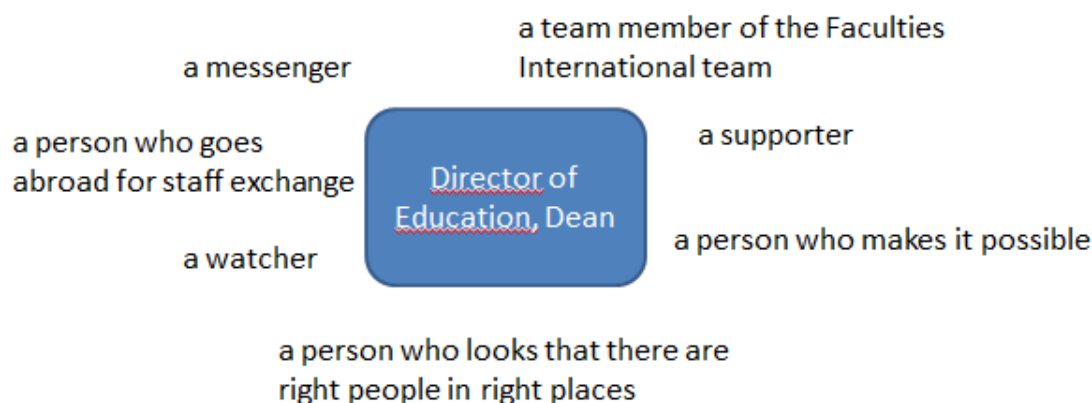 a team member of the Faculties
International team
a messenger
a person who goes
abroad for staff exchange
Director of
Education, Dean
a supporter
a watcher
a person who makes it possible
a person who looks that there are
right people in right places